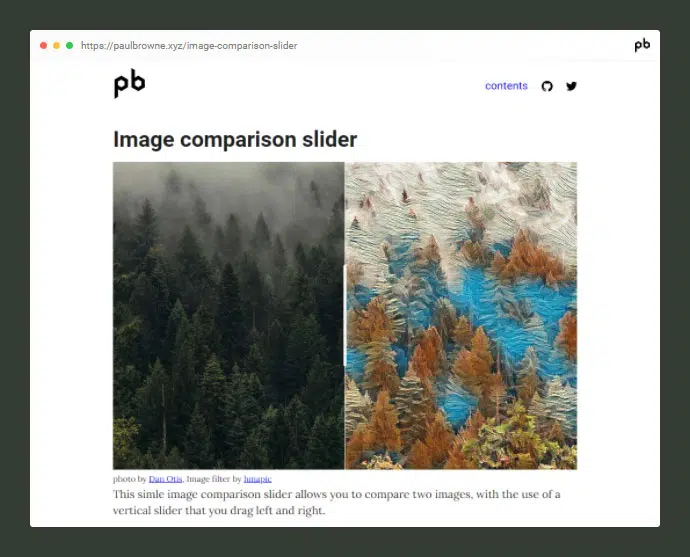 https://paulbrowne.xyz/image-comparison-slider
pb
pb
contents
Image comparison slider
photo by Dan Otis, Image filter by lunapic
This simle image comparison slider allows you to compare two images, with the use of a
vertical slider that you drag left and right.